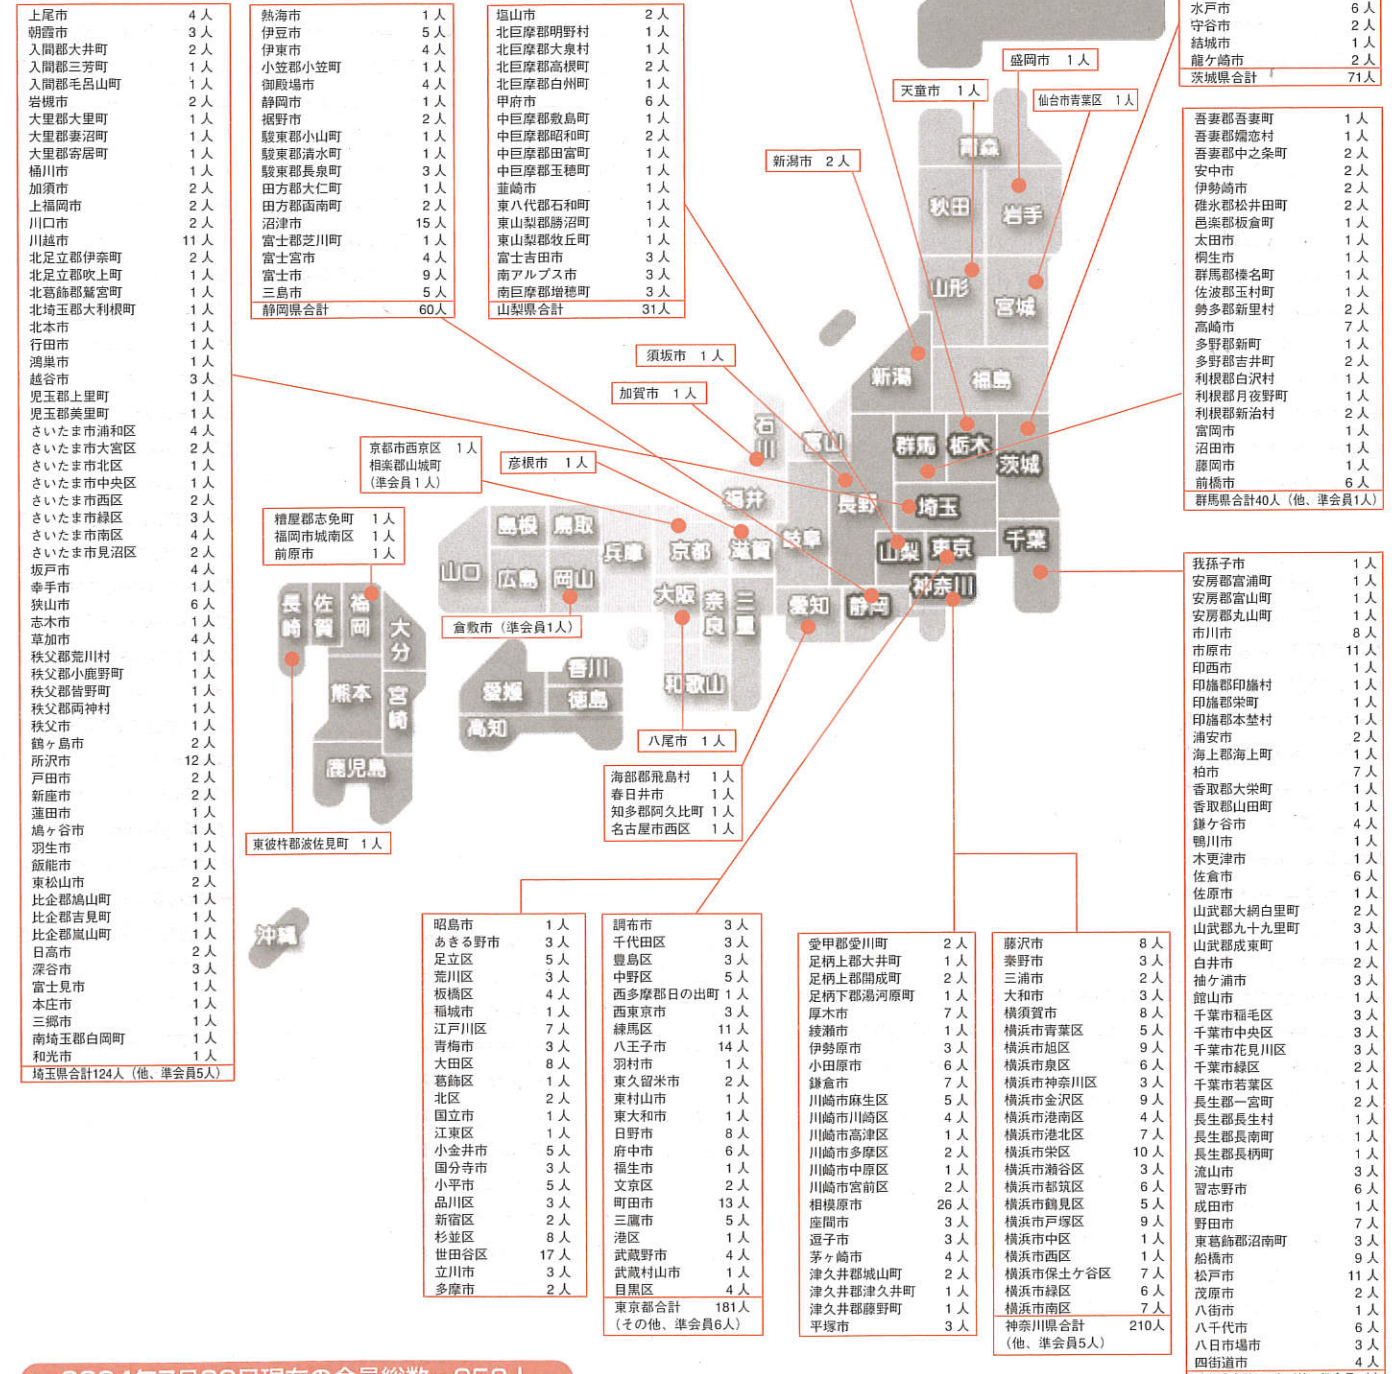 上尾市 4人
朝霞市 3人
入間郡大井町 2人
入間郡三芳町 1人
入間郡毛呂山町 1人
岩槻市 2人
大里郡大里町 1人
大里郡妻沼町 1人
大里郡寄居町 1人
桶川市 1人
加須市 2人
上福岡市 2人
川口市 2人
川越市 11人
北足立郡伊奈町 2人
北足立郡吹上町 1人
北葛飾郡鷲宮町 1人
北埼玉郡大利根町 1人
北本市 1人
行田市 1人
鴻巣市 1人
越谷市 3人
児玉郡上里町 1人
児玉郡美里町 1人
さいたま市浦和区 4人
さいたま市大宮区 2人
さいたま市北区 1人
さいたま市中央区 1人
さいたま市西区 2人
さいたま市緑区 3人
さいたま市南区 4人
さいたま市見沼区 2人
坂戸市 4人
幸手市 1人
狭山市 6人
志木市 1人
草加市 4人
秩父郡荒川村 1人
秩父郡小鹿野町 1人
秩父郡皆野町 1人
秩父郡両神村 1人
秩父市 1人
鶴ヶ島市 2人
所沢市 12人
戸田市 2人
新座市 2人
蓮田市 1人
鳩ヶ谷市 1人
羽生市 1人
飯能市 1人
東松山市 2人
比企郡鳩山町 1人
比企郡吉見町 1人
比企郡嵐山町 1人
日高市 2人
深谷市 3人
富士見市 1人
本庄市 1人
三郷市 1人
南埼玉郡白岡町 1人
和光市 1人
埼玉県合計124人（他、準会員5人）
熱海市 1人
伊豆市 5人
伊東市 4人
小笠郡小笠町 1人
御殿場市 4人
静岡市 1人
裾野市 2人
駿東郡小山町 1人
駿東郡清水町 1人
駿東郡長泉町 3人
田方郡大仁町 1人
田方郡函南町 2人
沼津市 15人
富士郡芝川町 1人
富士宮市 4人
富士市 9人
三島市 5人
静岡県合計 60人
塩山市 2人
北巨摩郡明野村 1人
北巨摩郡大泉村 1人
北巨摩郡高根町 2人
北巨摩郡白州町 1人
甲府市 6人
中巨摩郡敷島町 1人
中巨摩郡昭和町 2人
中巨摩郡田富町 1人
中巨摩郡玉穂町 1人
韮崎市 1人
東八代郡石和町 1人
東山梨郡勝沼町 1人
東山梨郡牧丘町 1人
富士吉田市 3人
南アルプス市 3人
南巨摩郡増穂町 3人
山梨県合計 31人
水戸市 6人
守谷市 2人
結城市 1人
龍ケ崎市 2人
茨城県合計 71人
盛岡市 1人
天童市 1人
仙台市青葉区 1人
新潟市 2人
須坂市 1人
加賀市 1人
京都市西京区 1人
相楽郡山城町
（準会員1人）
彦根市 1人
糟屋郡志免町 1人
福岡市城南区 1人
前原市 1人
倉敷市（準会員1人）
八尾市 1人
海部郡飛島村 1人
春日井市 1人
知多郡阿久比町 1人
名古屋市西区 1人
東彼杵郡波佐見町 1人
青森
秋田
岩手
山形
宮城
新潟
福島
石川
富山
群馬
栃木
茨城
福井
長野
埼玉
島根
鳥取
兵庫
京都
滋賀
岐阜
山梨
東京
千葉
山口
広島
岡山
大阪
奈良
三重
愛知
静岡
神奈川
長崎
佐賀
福岡
大分
熊本
宮崎
鹿児島
愛媛
香川
徳島
高知
和歌山
沖縄
吾妻郡吾妻町 1人
吾妻郡嬬恋村 1人
吾妻郡中之条町 2人
安中市 2人
伊勢崎市 2人
碓氷郡松井田町 2人
邑楽郡板倉町 1人
太田市 1人
桐生市 1人
群馬郡榛名町 1人
佐波郡玉村町 1人
勢多郡新里村 2人
高崎市 7人
多野郡新町 1人
多野郡吉井町 2人
利根郡白沢村 1人
利根郡月夜野町 1人
利根郡新治村 2人
富岡市 1人
沼田市 1人
藤岡市 1人
前橋市 6人
群馬県合計40人（他、準会員1人）
昭島市 1人
あきる野市 3人
足立区 5人
荒川区 3人
板橋区 4人
稲城市 1人
江戸川区 7人
青梅市 3人
大田区 8人
葛飾区 1人
北区 2人
国立市 1人
江東区 1人
小金井市 5人
国分寺市 3人
小平市 5人
品川区 3人
新宿区 2人
杉並区 8人
世田谷区 17人
立川市 3人
多摩市 2人
調布市 3人
千代田区 3人
豊島区 3人
中野区 5人
西多摩郡日の出町 1人
西東京市 3人
練馬区 11人
八王子市 14人
羽村市 1人
東久留米市 2人
東村山市 1人
東大和市 1人
日野市 8人
府中市 6人
福生市 1人
文京区 2人
町田市 13人
三鷹市 5人
港区 1人
武蔵野市 4人
武蔵村山市 1人
目黒区 4人
東京都合計 181人
（その他、準会員6人）
愛甲郡愛川町 2人
足柄上郡大井町 1人
足柄上郡開成町 2人
足柄下郡湯河原町 1人
厚木市 7人
綾瀬市 1人
伊勢原市 3人
小田原市 6人
鎌倉市 7人
川崎市麻生区 5人
川崎市川崎区 4人
川崎市高津区 1人
川崎市多摩区 2人
川崎市中原区 1人
川崎市宮前区 2人
相模原市 26人
座間市 3人
逗子市 3人
茅ヶ崎市 4人
津久井郡城山町 2人
津久井郡津久井町 1人
津久井郡藤野町 1人
平塚市 3人
藤沢市 8人
秦野市 3人
三浦市 2人
大和市 3人
横須賀市 8人
横浜市青葉区 5人
横浜市旭区 9人
横浜市泉区 6人
横浜市神奈川区 3人
横浜市金沢区 9人
横浜市港南区 4人
横浜市港北区 7人
横浜市栄区 10人
横浜市瀬谷区 3人
横浜市都筑区 6人
横浜市鶴見区 5人
横浜市戸塚区 9人
横浜市中区 1人
横浜市西区 1人
横浜市保土ケ谷区 7人
横浜市緑区 6人
横浜市南区 7人
神奈川県合計 210人
（他、準会員5人）
我孫子市 1人
安房郡富浦町 1人
安房郡富山町 1人
安房郡丸山町 1人
市川市 8人
市原市 11人
印西市 1人
印旛郡印旛村 1人
印旛郡栄町 1人
印旛郡本埜村 1人
浦安市 2人
海上郡海上町 1人
柏市 7人
香取郡大栄町 1人
香取郡山田町 1人
鎌ケ谷市 4人
鴨川市 1人
木更津市 1人
佐倉市 6人
佐原市 1人
山武郡大網白里町 2人
山武郡九十九里町 3人
山武郡成東町 1人
白井市 2人
袖ケ浦市 3人
館山市 1人
千葉市稲毛区 3人
千葉市中央区 3人
千葉市花見川区 3人
千葉市緑区 2人
千葉市若葉区 1人
長生郡一宮町 2人
長生郡長生村 1人
長生郡長南町 1人
長生郡長柄町 1人
流山市 3人
習志野市 6人
成田市 1人
野田市 7人
東葛飾郡沼南町 3人
船橋市 9人
松戸市 11人
茂原市 2人
八街市 1人
八千代市 6人
八日市場市 3人
四街道市 4人